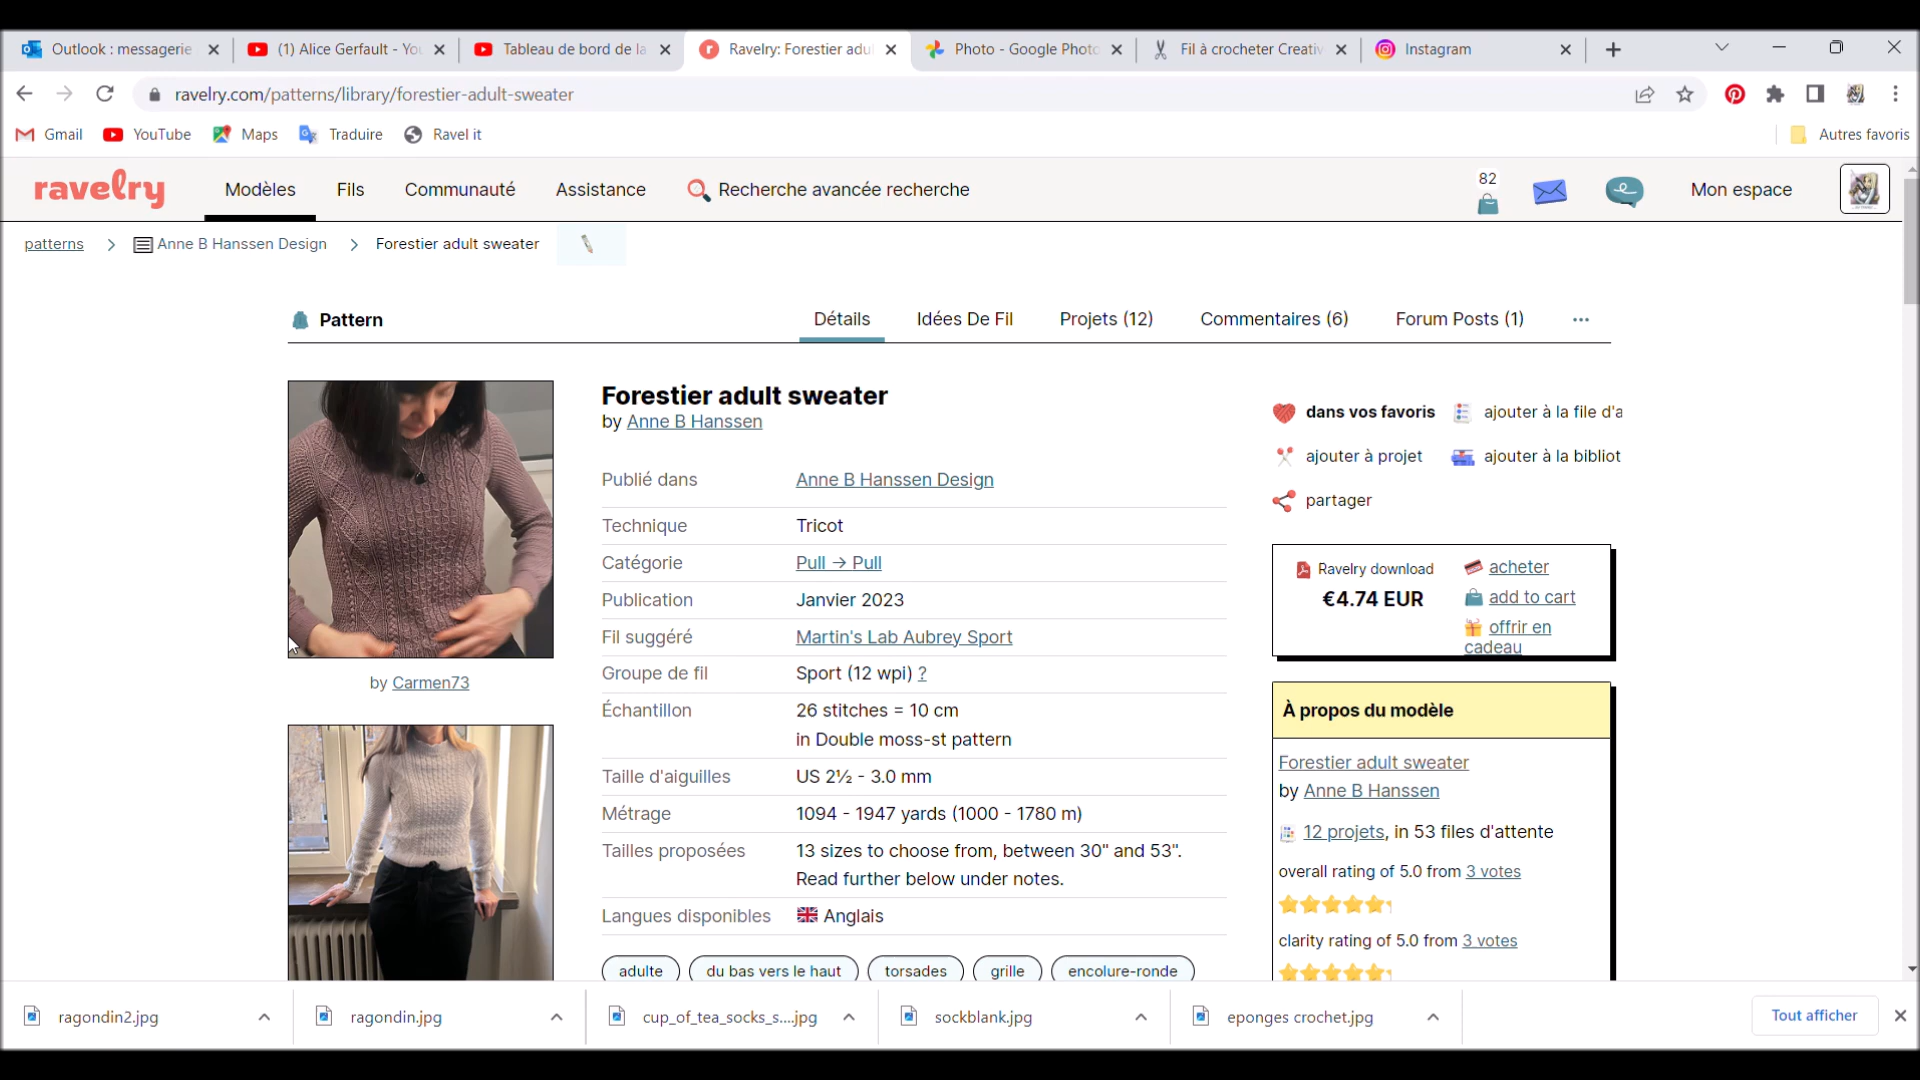 Outlook : messagerie
(1) Alice Gerfault - You
Tableau de bord de la
Ravelry: Forestier adul
Photo - Google Photo
Fil à crocheter Creativ
Instagram
ravelry.com/patterns/library/forestier-adult-sweater
Gmail
YouTube
Maps
Traduire
Ravel it
Autres favoris
ravelry
Modèles
Fils
Communauté
Assistance
Recherche avancée recherche
82
Mon espace
patterns
Anne B Hanssen Design
Forestier adult sweater
Pattern
Détails
Idées De Fil
Projets (12)
Commentaires (6)
Forum Posts (1)
by Carmen73
Forestier adult sweater
by Anne B Hanssen
Publié dans Anne B Hanssen Design
Technique Tricot
Catégorie Pull → Pull
Publication Janvier 2023
Fil suggéré Martin's Lab Aubrey Sport
Groupe de fil Sport (12 wpi) ?
Échantillon 26 stitches = 10 cm
in Double moss-st pattern
Taille d'aiguilles US 2½ - 3.0 mm
Métrage 1094 - 1947 yards (1000 - 1780 m)
Tailles proposées 13 sizes to choose from, between 30" and 53".
Read further below under notes.
Langues disponibles Anglais
adulte
du bas vers le haut
torsades
grille
encolure-ronde
dans vos favoris
ajouter à la file d'a
ajouter à projet
ajouter à la bibliot
partager
Ravelry download
€4.74 EUR
acheter
add to cart
offrir en
cadeau
À propos du modèle
Forestier adult sweater
by Anne B Hanssen
12 projets, in 53 files d'attente
overall rating of 5.0 from 3 votes
clarity rating of 5.0 from 3 votes
ragondin2.jpg
ragondin.jpg
cup_of_tea_socks_s....jpg
sockblank.jpg
eponges crochet.jpg
Tout afficher